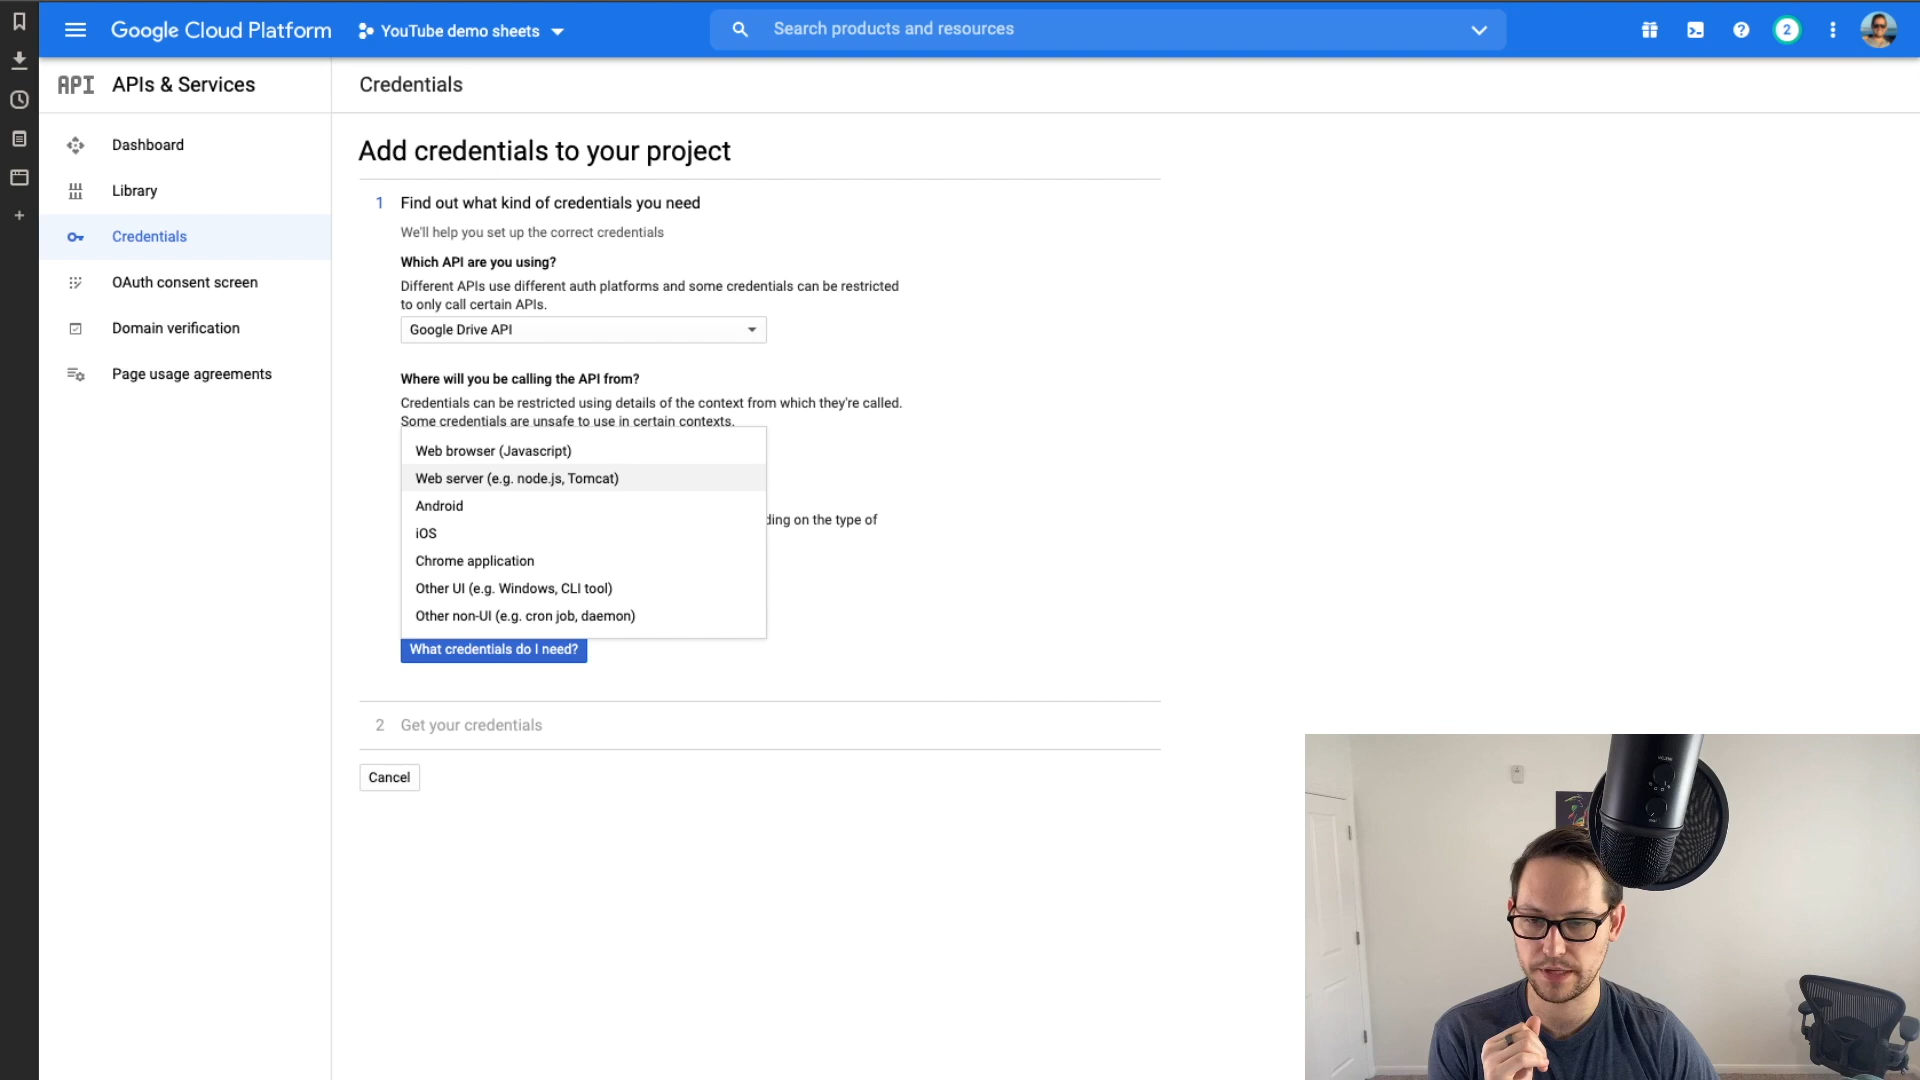 Google Cloud Platform
YouTube demo sheets
Search products and resources
2
API APIs & Services
Credentials
Dashboard
Library
Credentials
OAuth consent screen
Domain verification
Page usage agreements
Add credentials to your project
1 Find out what kind of credentials you need
We'll help you set up the correct credentials
Which API are you using?
Different APIs use different auth platforms and some credentials can be restricted
to only call certain APIs.
Google Drive API
Where will you be calling the API from?
Credentials can be restricted using details of the context from which they're called.
Some credentials are unsafe to use in certain contexts.
Web browser (Javascript)
Web server (e.g. node.js, Tomcat)
Android
ding on the type of
iOS
Chrome application
Other UI (e.g. Windows, CLI tool)
Other non-UI (e.g. cron job, daemon)
What credentials do I need?
2 Get your credentials
Cancel